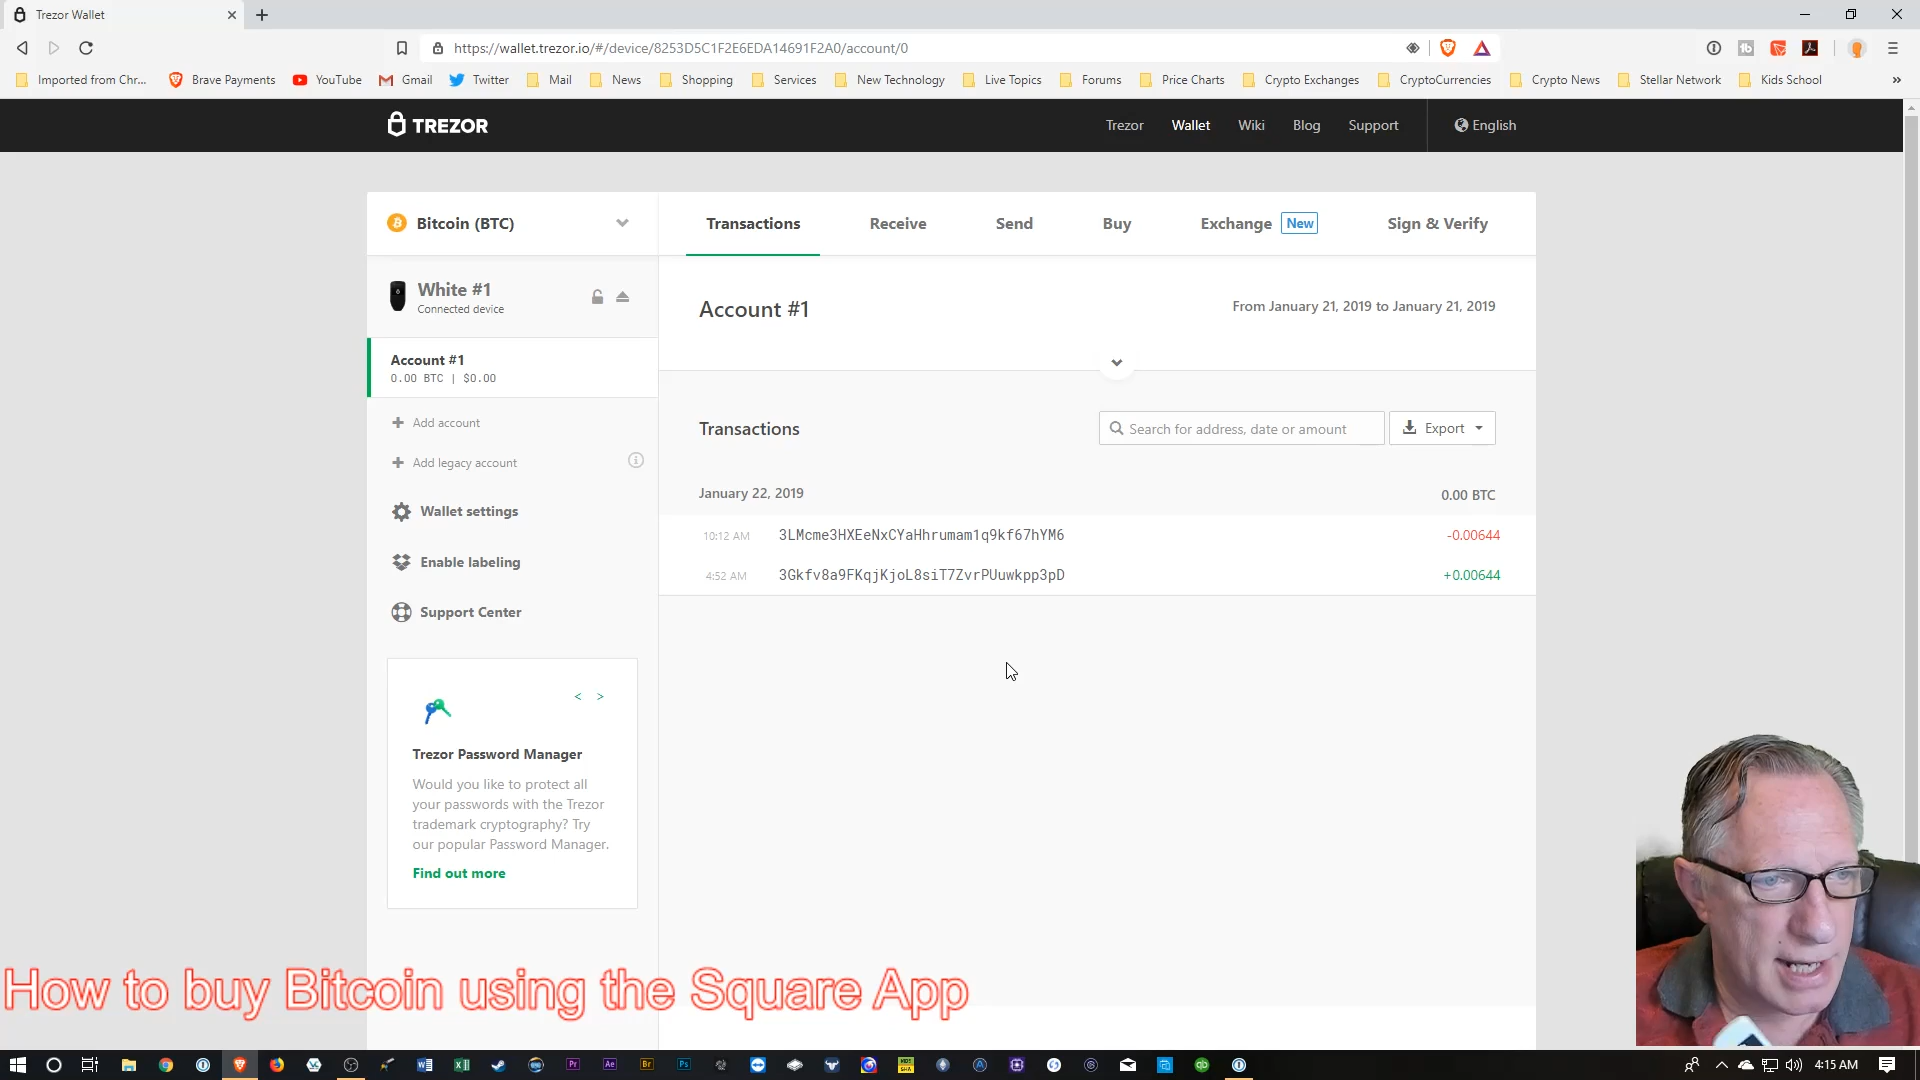 Trezor Wallet
https://wallet.trezor.io/#/device/8253D5C1F2E6EDA14691F2A0/account/0
Imported from Chr... Brave Payments YouTube Gmail Twitter Mail News Shopping Services New Technology Live Topics Forums Price Charts Crypto Exchanges CryptoCurrencies Crypto News Stellar Network Kids School »
TREZOR Trezor Wallet Wiki Blog Support English
Bitcoin (BTC) Transactions Receive Send Buy Exchange New Sign & Verify
White #1
Connected device
Account #1 From January 21, 2019 to January 21, 2019
Account #1
0.00 BTC | $0.00
Add account
Add legacy account
Wallet settings
Enable labeling
Support Center
Transactions Search for address, date or amount Export
January 22, 2019 0.00 BTC
10:12 AM 3LMcme3HXEeNxCYaHhrumam1q9kf67hYM6 -0.00644
4:52 AM 3Gkfv8a9FKqjKjoL8siT7ZvrPUuwkpp3pD +0.00644
< >
Trezor Password Manager
Would you like to protect all
your passwords with the Trezor
trademark cryptography? Try
our popular Password Manager.
Find out more
How to buy Bitcoin using the Square App
4:15 AM